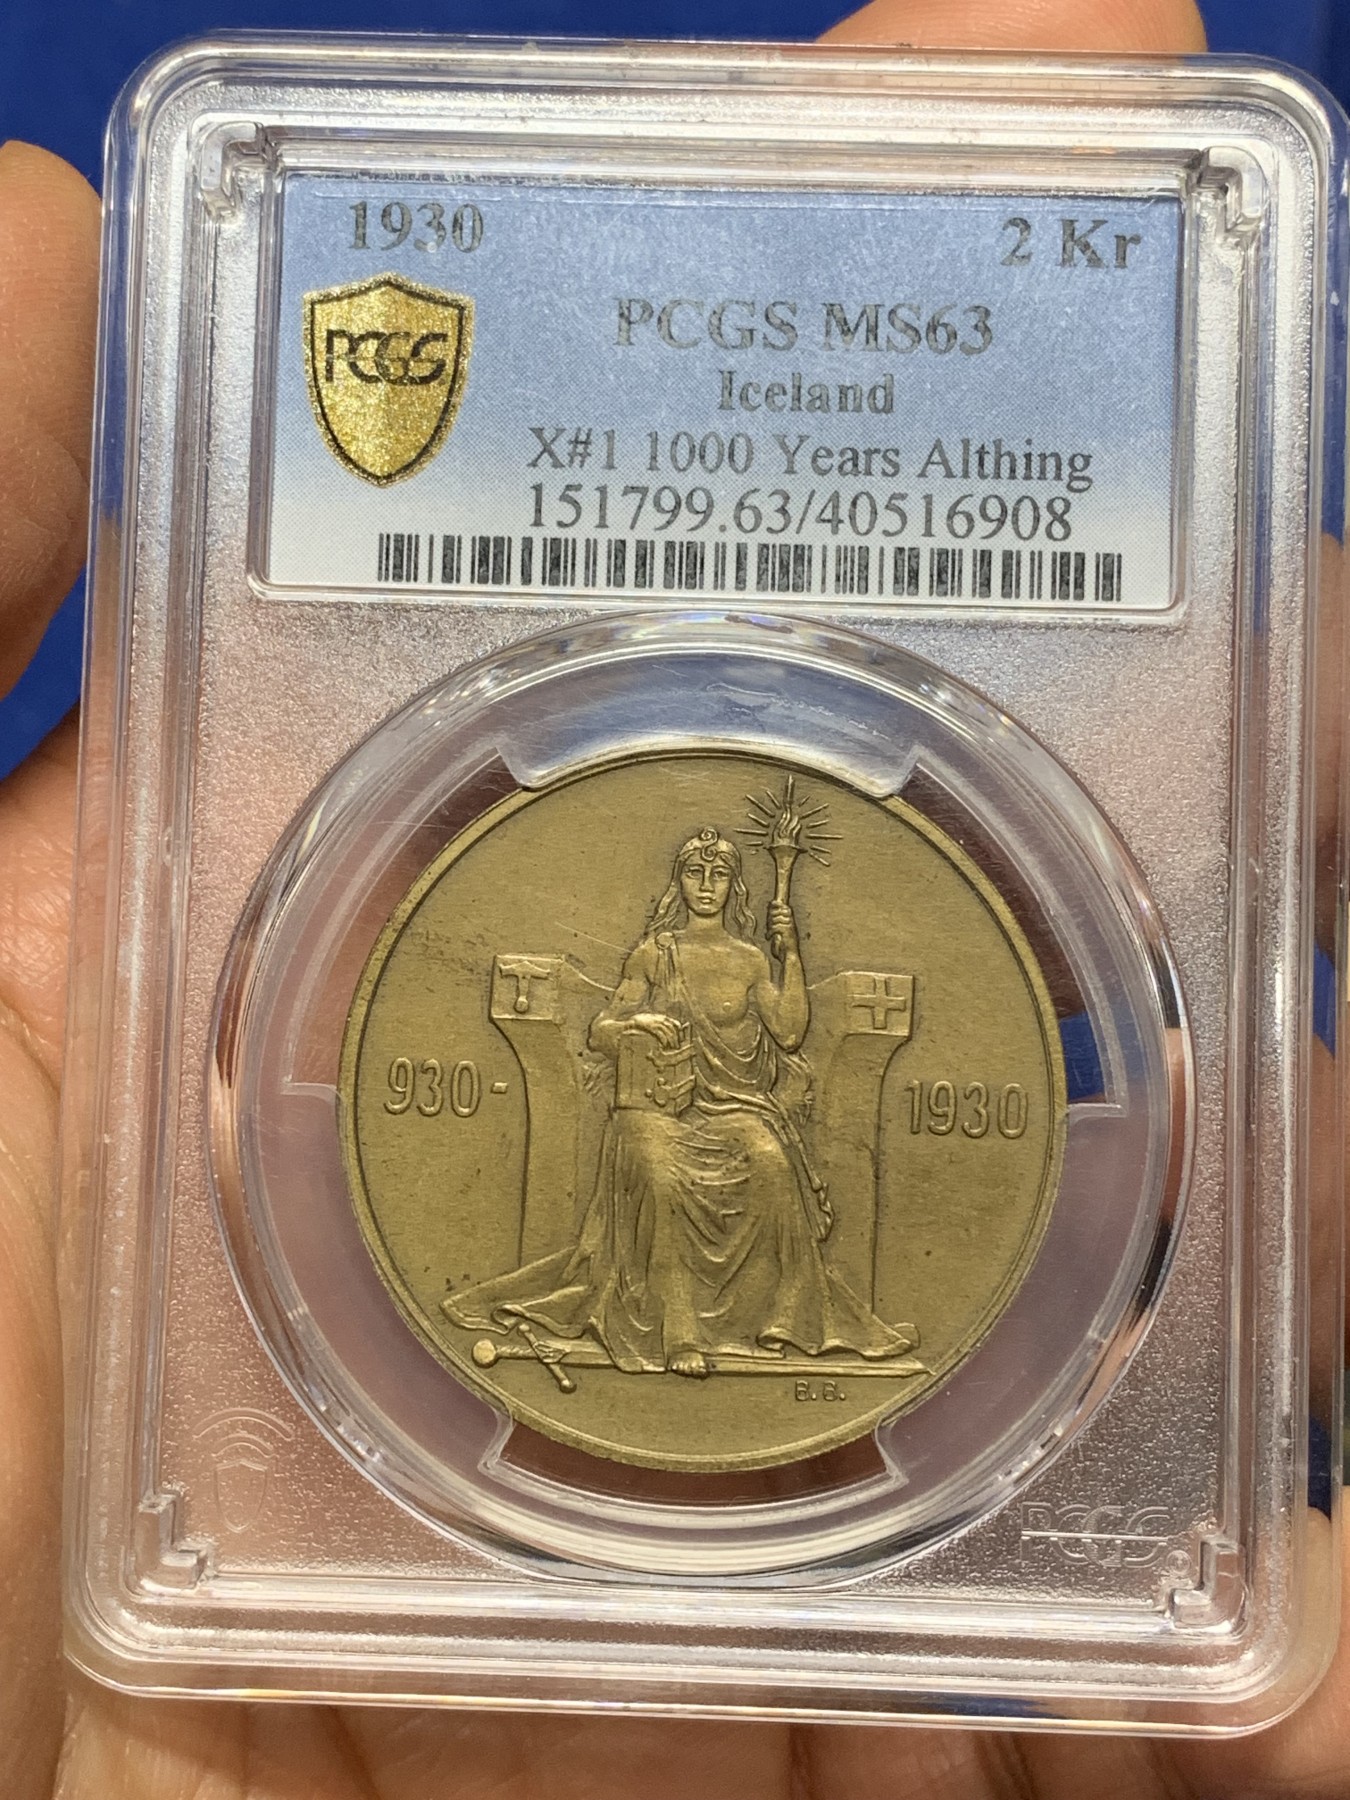 1930 2 Kr
PCGS
PCGS MS63
Iceland
X#1 1000 Years Althing
151799.63/40516908
930-
1930
B.B.
PCGS